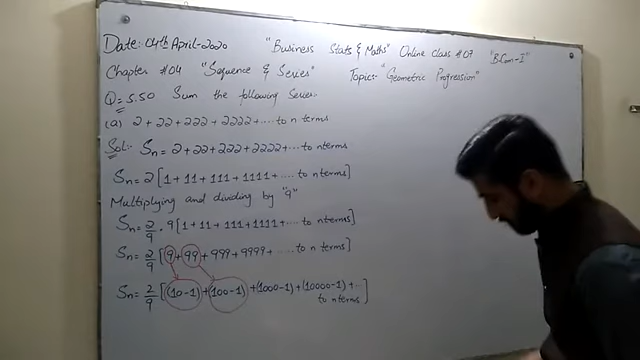 Date: 04th April-2020 "Business Stats & Maths" Online Class # 07 "B.Com-I"
Chapter #04 "Sequence & Series" Topic:- "Geometric Progression"
Q=5.50 Sum the following Series.
(a) 2 + 22 + 222 + 2222 + .... to n terms
Sol:- Sn = 2 + 22 + 222 + 2222 + .... to n terms
Sn = 2 [1 + 11 + 111 + 1111 + .... to n terms]
Multiplying and dividing by "9"
Sn = 2/9 . 9 [1 + 11 + 111 + 1111 + .... to n terms]
Sn = 2/9 [9 + 99 + 999 + 9999 + .... to n terms]
Sn = 2/9 [(10-1) + (100-1) + (1000-1) + (10000-1) + ...
to n terms]